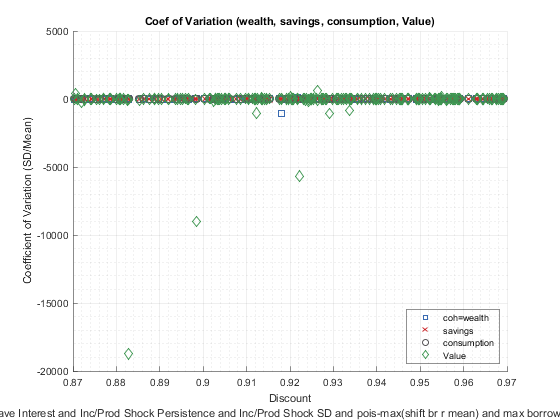 Coef of Variation (wealth, savings, consumption, Value)
5000
0
-5000
-10000
-15000
-20000
Coefficient of Variation (SD/Mean)
coh=wealth
savings
consumption
Value
0.87 0.88 0.89 0.9 0.91 0.92 0.93 0.94 0.95 0.96 0.97
Discount
ave Interest and Inc/Prod Shock Persistence and Inc/Prod Shock SD and pois-max(shift br r mean) and max borrow